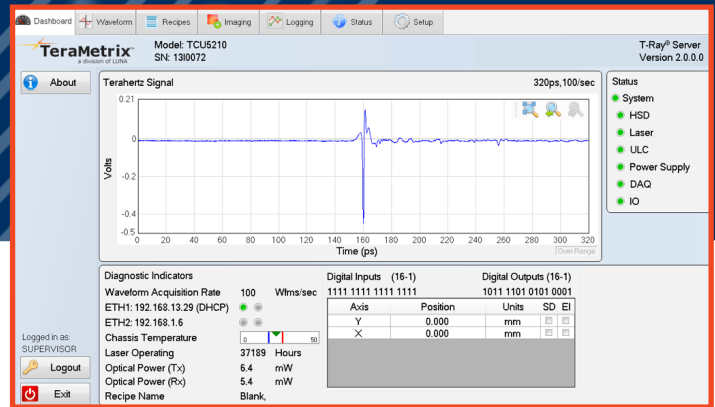 Dashboard
Waveform
Recipes
Imaging
Logging
Status
Setup
TeraMetrix
a division of LUNA
Model: TCU5210
SN: 13I0072
T-Ray® Server
Version 2.0.0.0
About
Terahertz Signal
320ps,100/sec
0.21
0
-0.2
-0.4
-0.5
Volts
0 20 40 60 80 100 120 140 160 180 200 220 240 260 280 300 320
Time (ps)
Over Range
Status
System
HSD
Laser
ULC
Power Supply
DAQ
IO
Diagnostic Indicators
Waveform Acquisition Rate 100 Wfms/sec
ETH1: 192.168.13.29 (DHCP)
ETH2: 192.168.1.6
Chassis Temperature 0 50
Laser Operating 37189 Hours
Optical Power (Tx) 6.4 mW
Optical Power (Rx) 5.4 mW
Recipe Name Blank,
Digital Inputs (16-1)
1111 1111 1111 1111
Digital Outputs (16-1)
1011 1101 0101 0001
Axis Position Units SD EI
Y 0.000 mm
X 0.000 mm
Logged in as:
SUPERVISOR
Logout
Exit